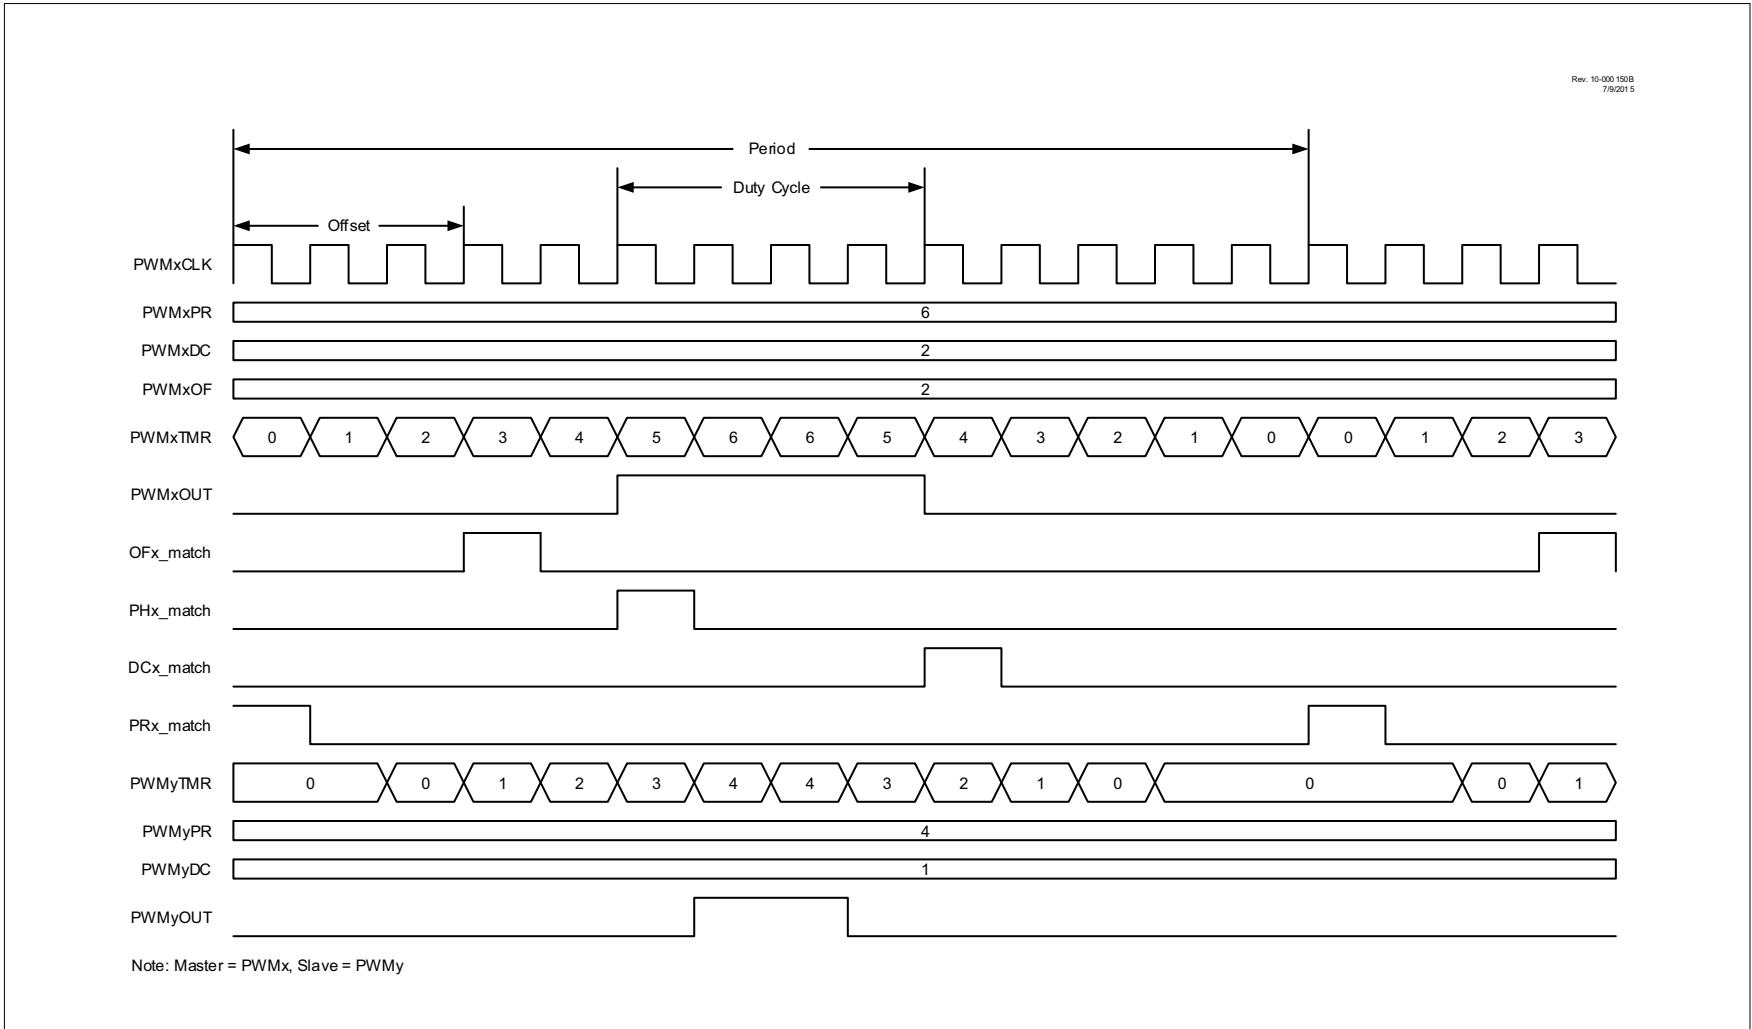 Rev. 10-000 150B
7/9/201 5
Period
Duty Cycle
Offset
PWMxCLK
PWMxPR 6
PWMxDC 2
PWMxOF 2
PWMxTMR 0 1 2 3 4 5 6 6 5 4 3 2 1 0 0 1 2 3
PWMxOUT
OFx_match
PHx_match
DCx_match
PRx_match
PWMyTMR 0 0 1 2 3 4 4 3 2 1 0 0 0 1
PWMyPR 4
PWMyDC 1
PWMyOUT
Note: Master = PWMx, Slave = PWMy